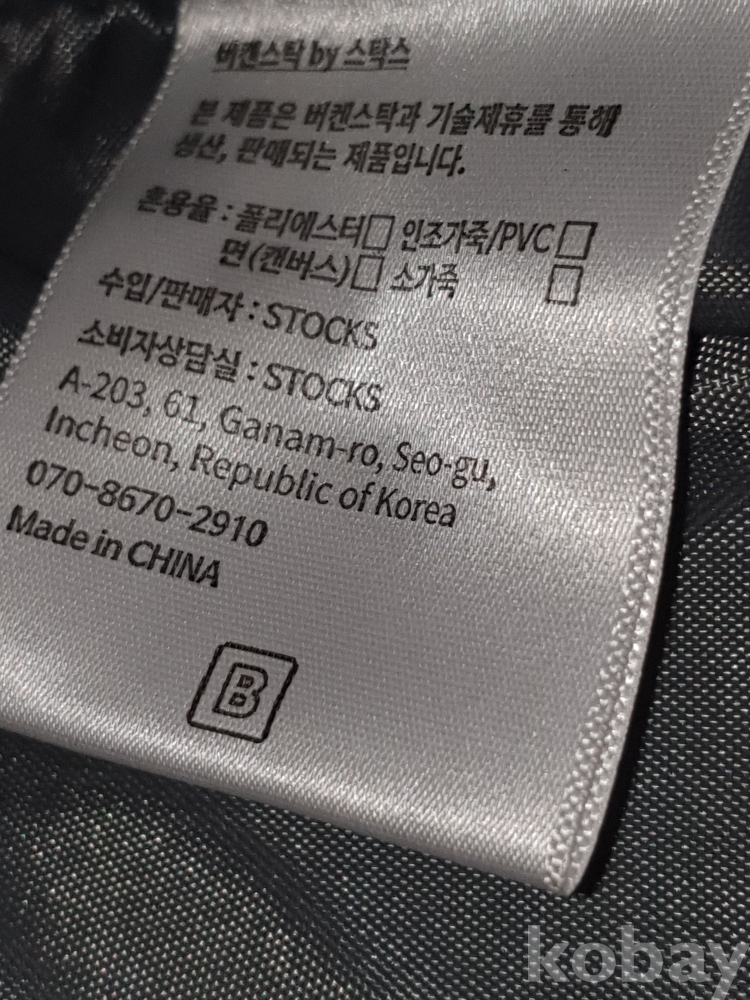 버켄스탁 by 스탁스
본 제품은 버켄스탁과 기술제휴를 통해
생산, 판매되는 제품입니다.
혼용율 : 폴리에스터□ 인조가죽/PVC □
면(캔버스)□ 소가죽 □
수입/판매자 : STOCKS
소비자상담실 : STOCKS
A-203, 61, Ganam-ro, Seo-gu,
Incheon, Republic of Korea
070-8670-2910
Made in CHINA
B
kobay